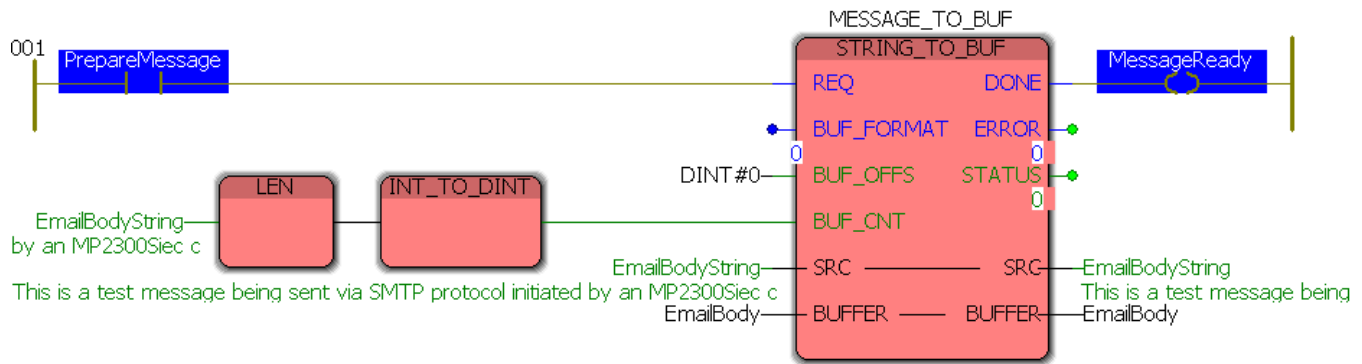 MESSAGE_TO_BUF
001
PrepareMessage
STRING_TO_BUF
MessageReady
REQ DONE
BUF_FORMAT ERROR
0 0
DINT#0 BUF_OFFS STATUS
0
LEN INT_TO_DINT
EmailBodyString
BUF_CNT
by an MP2300Siec c
EmailBodyString SRC SRC EmailBodyString
This is a test message being sent via SMTP protocol initiated by an MP2300Siec c
This is a test message being
EmailBody BUFFER BUFFER EmailBody